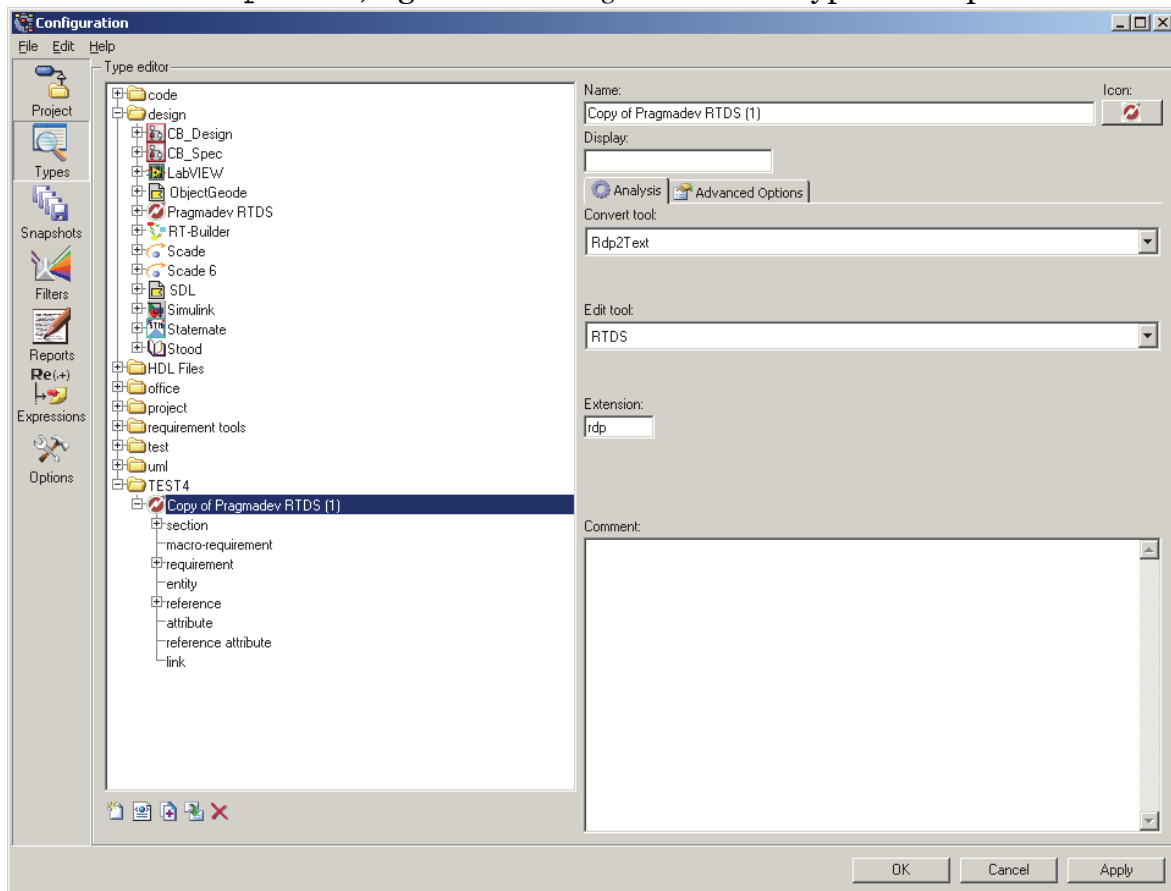 Configuration
File Edit Help
Project
Types
Snapshots
Filters
Reports
Re(.+)
Expressions
Options
Type editor
code
design
CB_Design
CB_Spec
LabVIEW
ObjectGeode
Pragmadev RTDS
RT-Builder
Scade
Scade 6
SDL
Simulink
Statemate
Stood
HDL Files
office
project
requirement tools
test
uml
TEST4
Copy of Pragmadev RTDS (1)
section
macro-requirement
requirement
entity
reference
attribute
reference attribute
link
Name:
Icon:
Copy of Pragmadev RTDS (1)
Display:
Analysis Advanced Options
Convert tool:
Rdp2Text
Edit tool:
RTDS
Extension:
rdp
Comment:
OK Cancel Apply